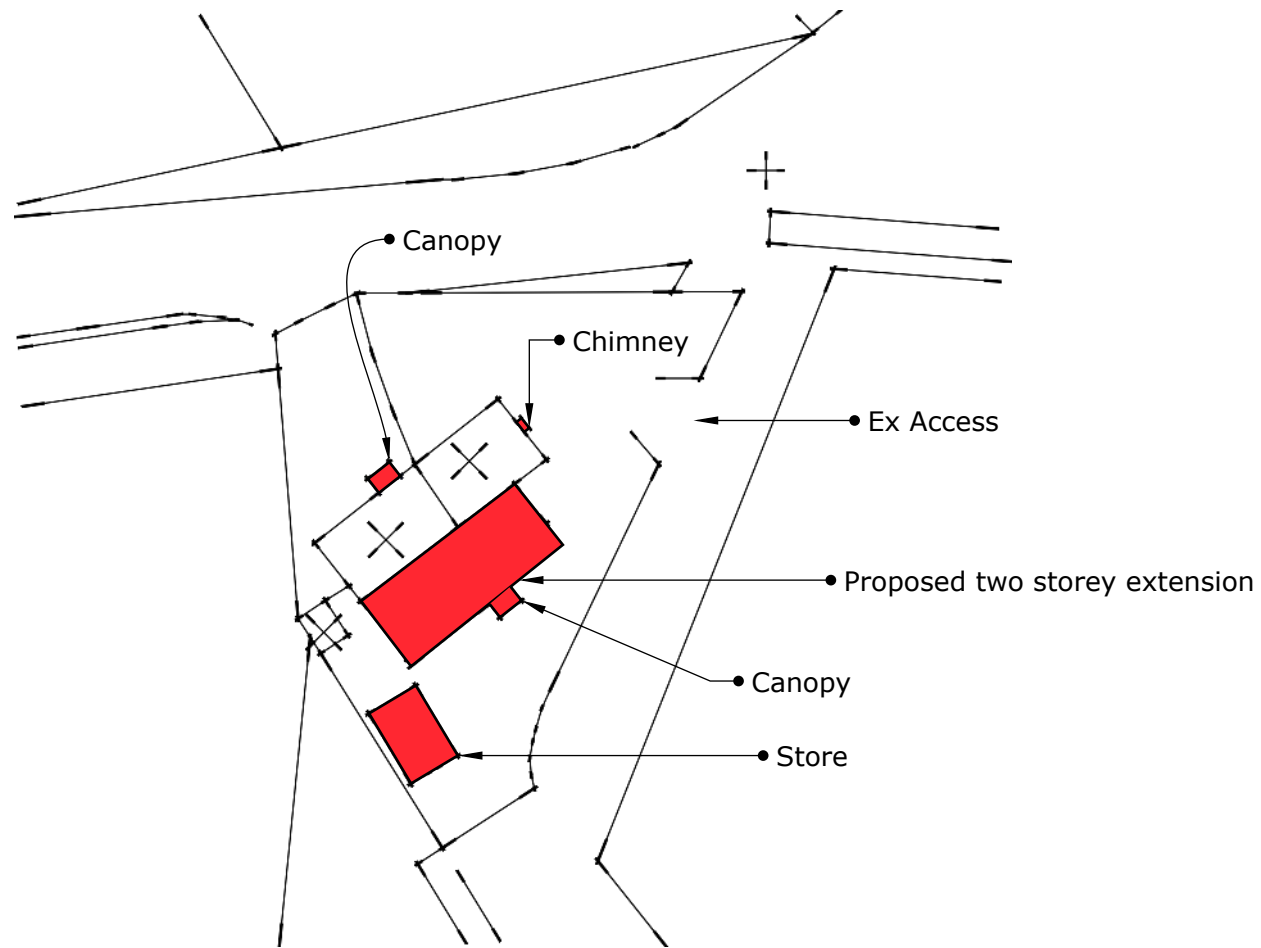 Canopy
Chimney
Ex Access
Proposed two storey extension
Canopy
Store